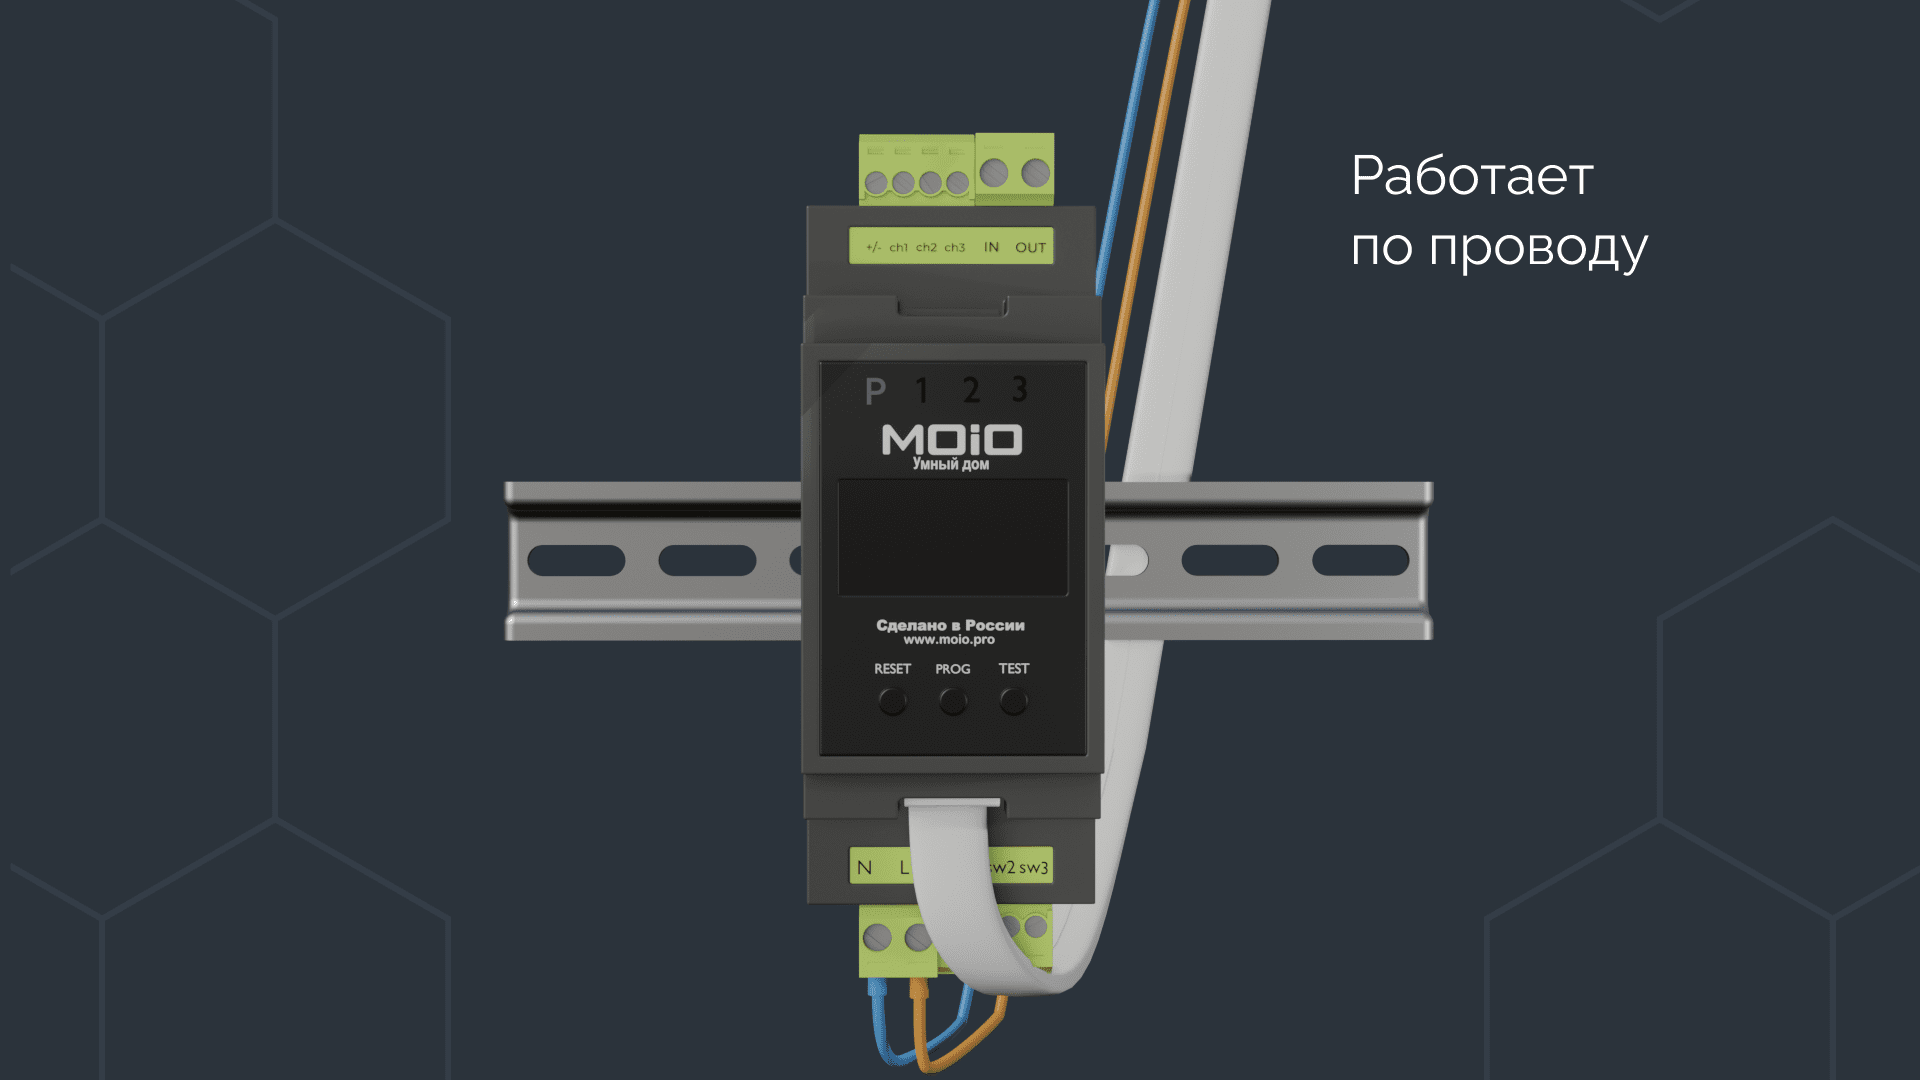 Работает
по проводу
+/- ch1 ch2 ch3 IN OUT
P 1 2 3
MOiO
Умный дом
Сделано в России
www.moio.pro
RESET PROG TEST
N L sw2 sw3